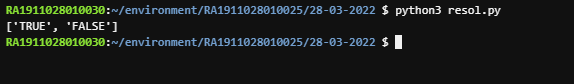 RA1911028010030:~/environment/RA1911028010025/28-03-2022 $ python3 resol.py
['TRUE', 'FALSE']
RA1911028010030:~/environment/RA1911028010025/28-03-2022 $